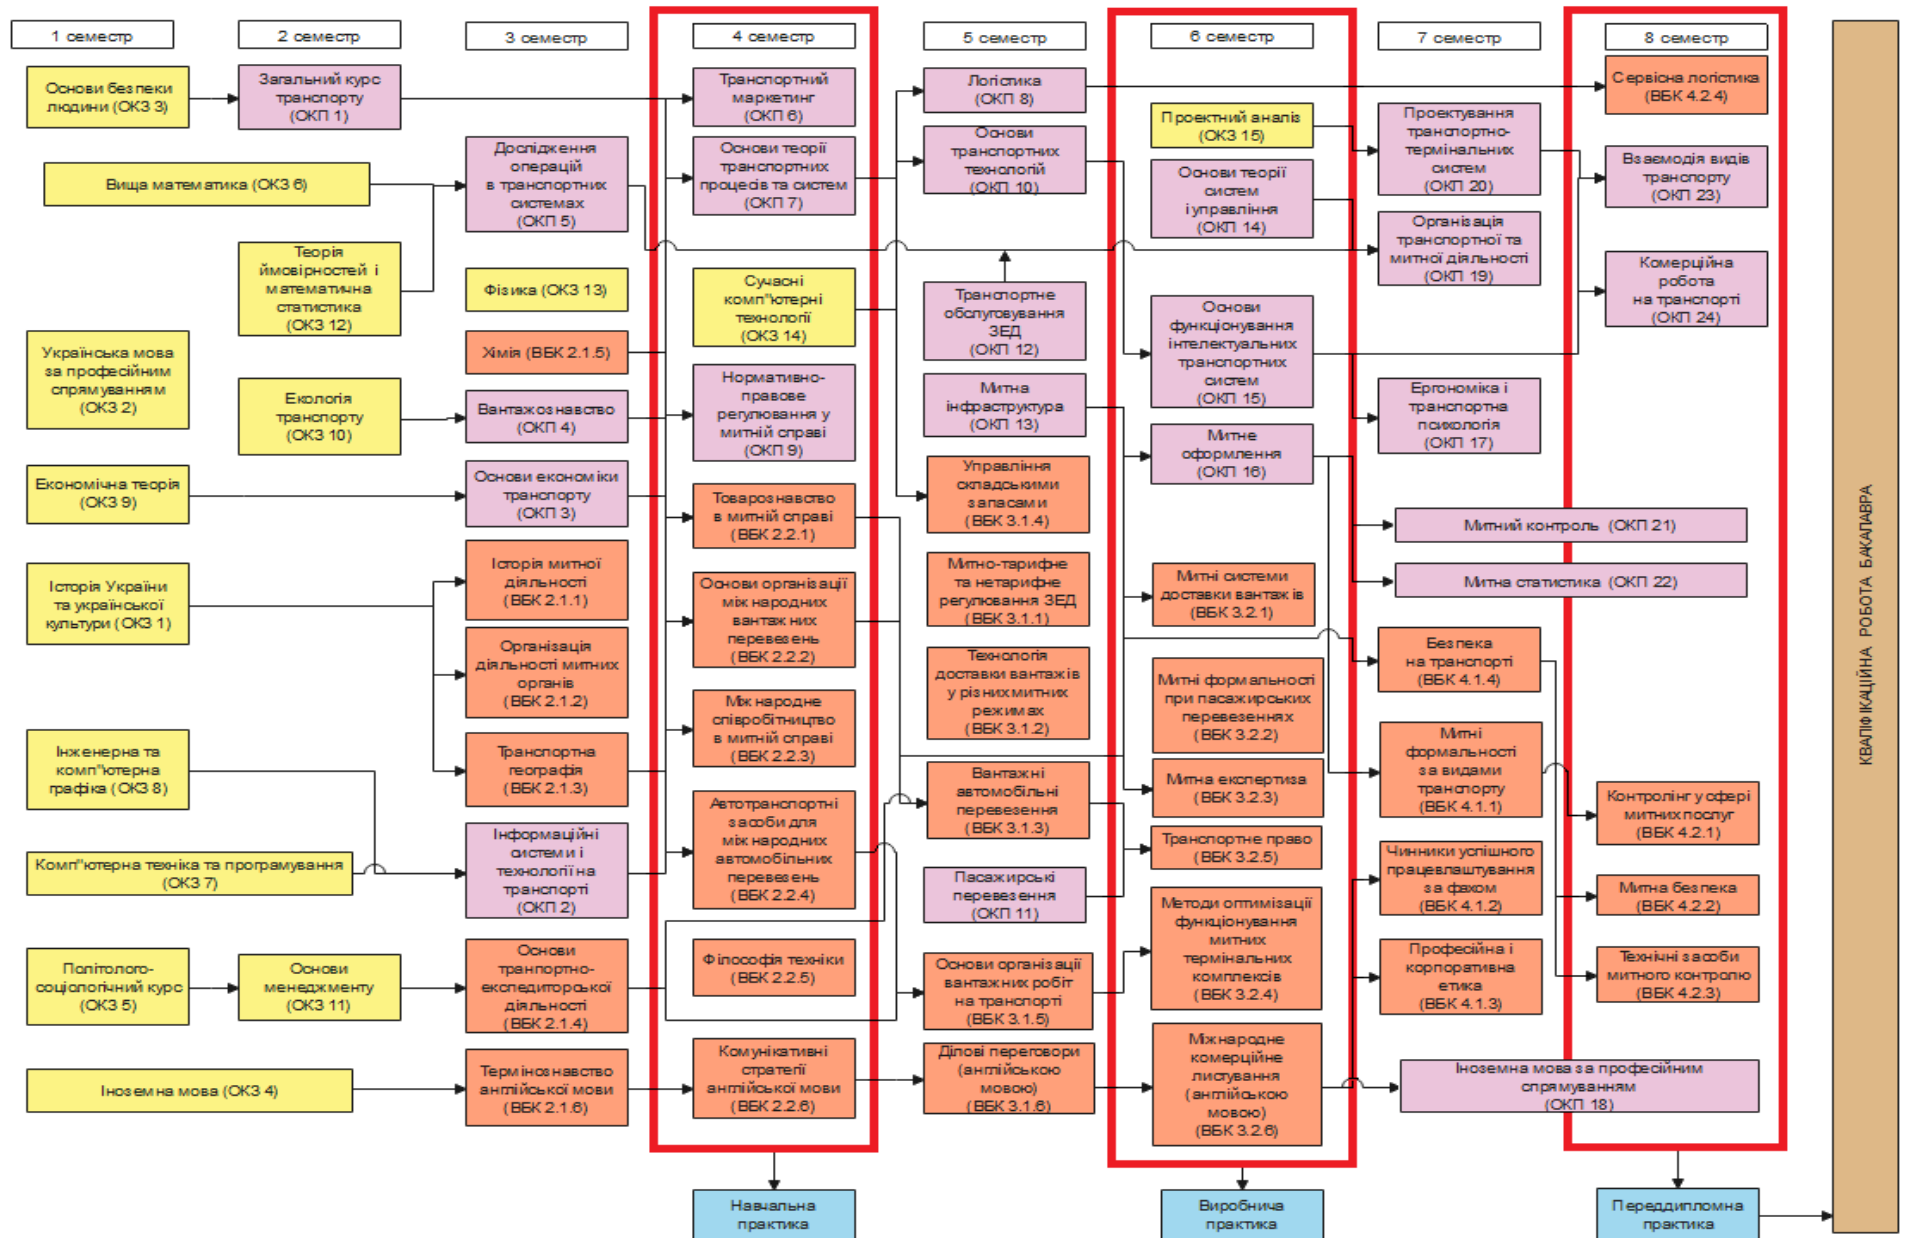 1 семестр
2 семестр
3 семестр
4 семестр
5 семестр
6 семестр
7 семестр
8 семестр
Основи безпеки
людини (ОКЗ 3)
Вища математика (ОКЗ 6)
Українська мова
за професійним
спрямуванням
(ОКЗ 2)
Економічна теорія
(ОКЗ 9)
Історія України
та української
культури (ОКЗ 1)
Інженерна та
комп"ютерна
графіка (ОКЗ 8)
Комп"ютерна техніка та програмування
(ОКЗ 7)
Політолого-
соціологічний курс
(ОКЗ 5)
Іноземна мова (ОКЗ 4)
Загальний курс
транспорту
(ОКП 1)
Теорія
ймовірностей і
математична
статистика
(ОКЗ 12)
Екологія
транспорту
(ОКЗ 10)
Основи
менеджменту
(ОКЗ 11)
Дослідження
операцій
в транспортних
системах
(ОКП 5)
Фізика (ОКЗ 13)
Хімія (ВБК 2.1.5)
Вантажознавство
(ОКП 4)
Основи економіки
транспорту
(ОКП 3)
Історія митної
діяльності
(ВБК 2.1.1)
Організація
діяльності митних
органів
(ВБК 2.1.2)
Транспортна
географія
(ВБК 2.1.3)
Інформаційні
системи і
технології на
транспорті
(ОКП 2)
Основи
транпортно-
експедиторської
діяльності
(ВБК 2.1.4)
Термінознавство
англійської мови
(ВБК 2.1.6)
Транспортний
маркетинг
(ОКП 6)
Основи теорії
транспортних
процесів та систем
(ОКП 7)
Сучасні
комп"ютерні
технології
(ОКЗ 14)
Нормативно-
правове
регулювання у
митній справі
(ОКП 9)
Товарознавство
в митній справі
(ВБК 2.2.1)
Основи організації
міжнародних
вантажних
перевезень
(ВБК 2.2.2)
Міжнародне
співробітництво
в митній справі
(ВБК 2.2.3)
Автотранспортні
засоби для
міжнародних
автомобільних
перевезень
(ВБК 2.2.4)
Філософія техніки
(ВБК 2.2.5)
Комунікативні
стратегії
англійської мови
(ВБК 2.2.6)
Навчальна
практика
Логістика
(ОКП 8)
Основи
транспортних
технологій
(ОКП 10)
Транспортне
обслуговування
ЗЕД
(ОКП 12)
Митна
інфраструктура
(ОКП 13)
Управління
складськими
запасами
(ВБК 3.1.4)
Митно-тарифне
та нетарифне
регулювання ЗЕД
(ВБК 3.1.1)
Технологія
доставки вантажів
у різних митних
режимах
(ВБК 3.1.2)
Вантажні
автомобільні
перевезення
(ВБК 3.1.3)
Пасажирські
перевезення
(ОКП 11)
Основи організації
вантажних робіт
на транспорті
(ВБК 3.1.5)
Ділові переговори
(англійською
мовою)
(ВБК 3.1.6)
Проектний аналіз
(ОКЗ 15)
Основи теорії
систем
і управління
(ОКП 14)
Основи
функціонування
інтелектуальних
транспортних
систем
(ОКП 15)
Митне
оформлення
(ОКП 16)
Митні системи
доставки вантажів
(ВБК 3.2.1)
Митні формальності
при пасажирських
перевезеннях
(ВБК 3.2.2)
Митна експертиза
(ВБК 3.2.3)
Транспортне право
(ВБК 3.2.5)
Методи оптимізації
функціонування
митних
термінальних
комплексів
(ВБК 3.2.4)
Міжнародне
комерційне
листування
(англійською
мовою)
(ВБК 3.2.6)
Виробнича
практика
Проектування
транспортно-
термінальних
систем
(ОКП 20)
Організація
транспортної та
митної діяльності
(ОКП 19)
Ергономіка і
транспортна
психологія
(ОКП 17)
Митний контроль (ОКП 21)
Митна статистика (ОКП 22)
Безпека
на транспорті
(ВБК 4.1.4)
Митні
формальності
за видами
транспорту
(ВБК 4.1.1)
Чинники успішного
працевлаштування
за фахом
(ВБК 4.1.2)
Професійна і
корпоративна
етика
(ВБК 4.1.3)
Іноземна мова за професійним
спрямуванням
(ОКП 18)
Сервісна логістика
(ВБК 4.2.4)
Взаємодія видів
транспорту
(ОКП 23)
Комерційна
робота
на транспорті
(ОКП 24)
Контролінг у сфері
митних послуг
(ВБК 4.2.1)
Митна безпека
(ВБК 4.2.2)
Технічні засоби
митного контролю
(ВБК 4.2.3)
Переддипломна
практика
КВАЛІФІКАЦІЙНА РОБОТА БАКАЛАВРА